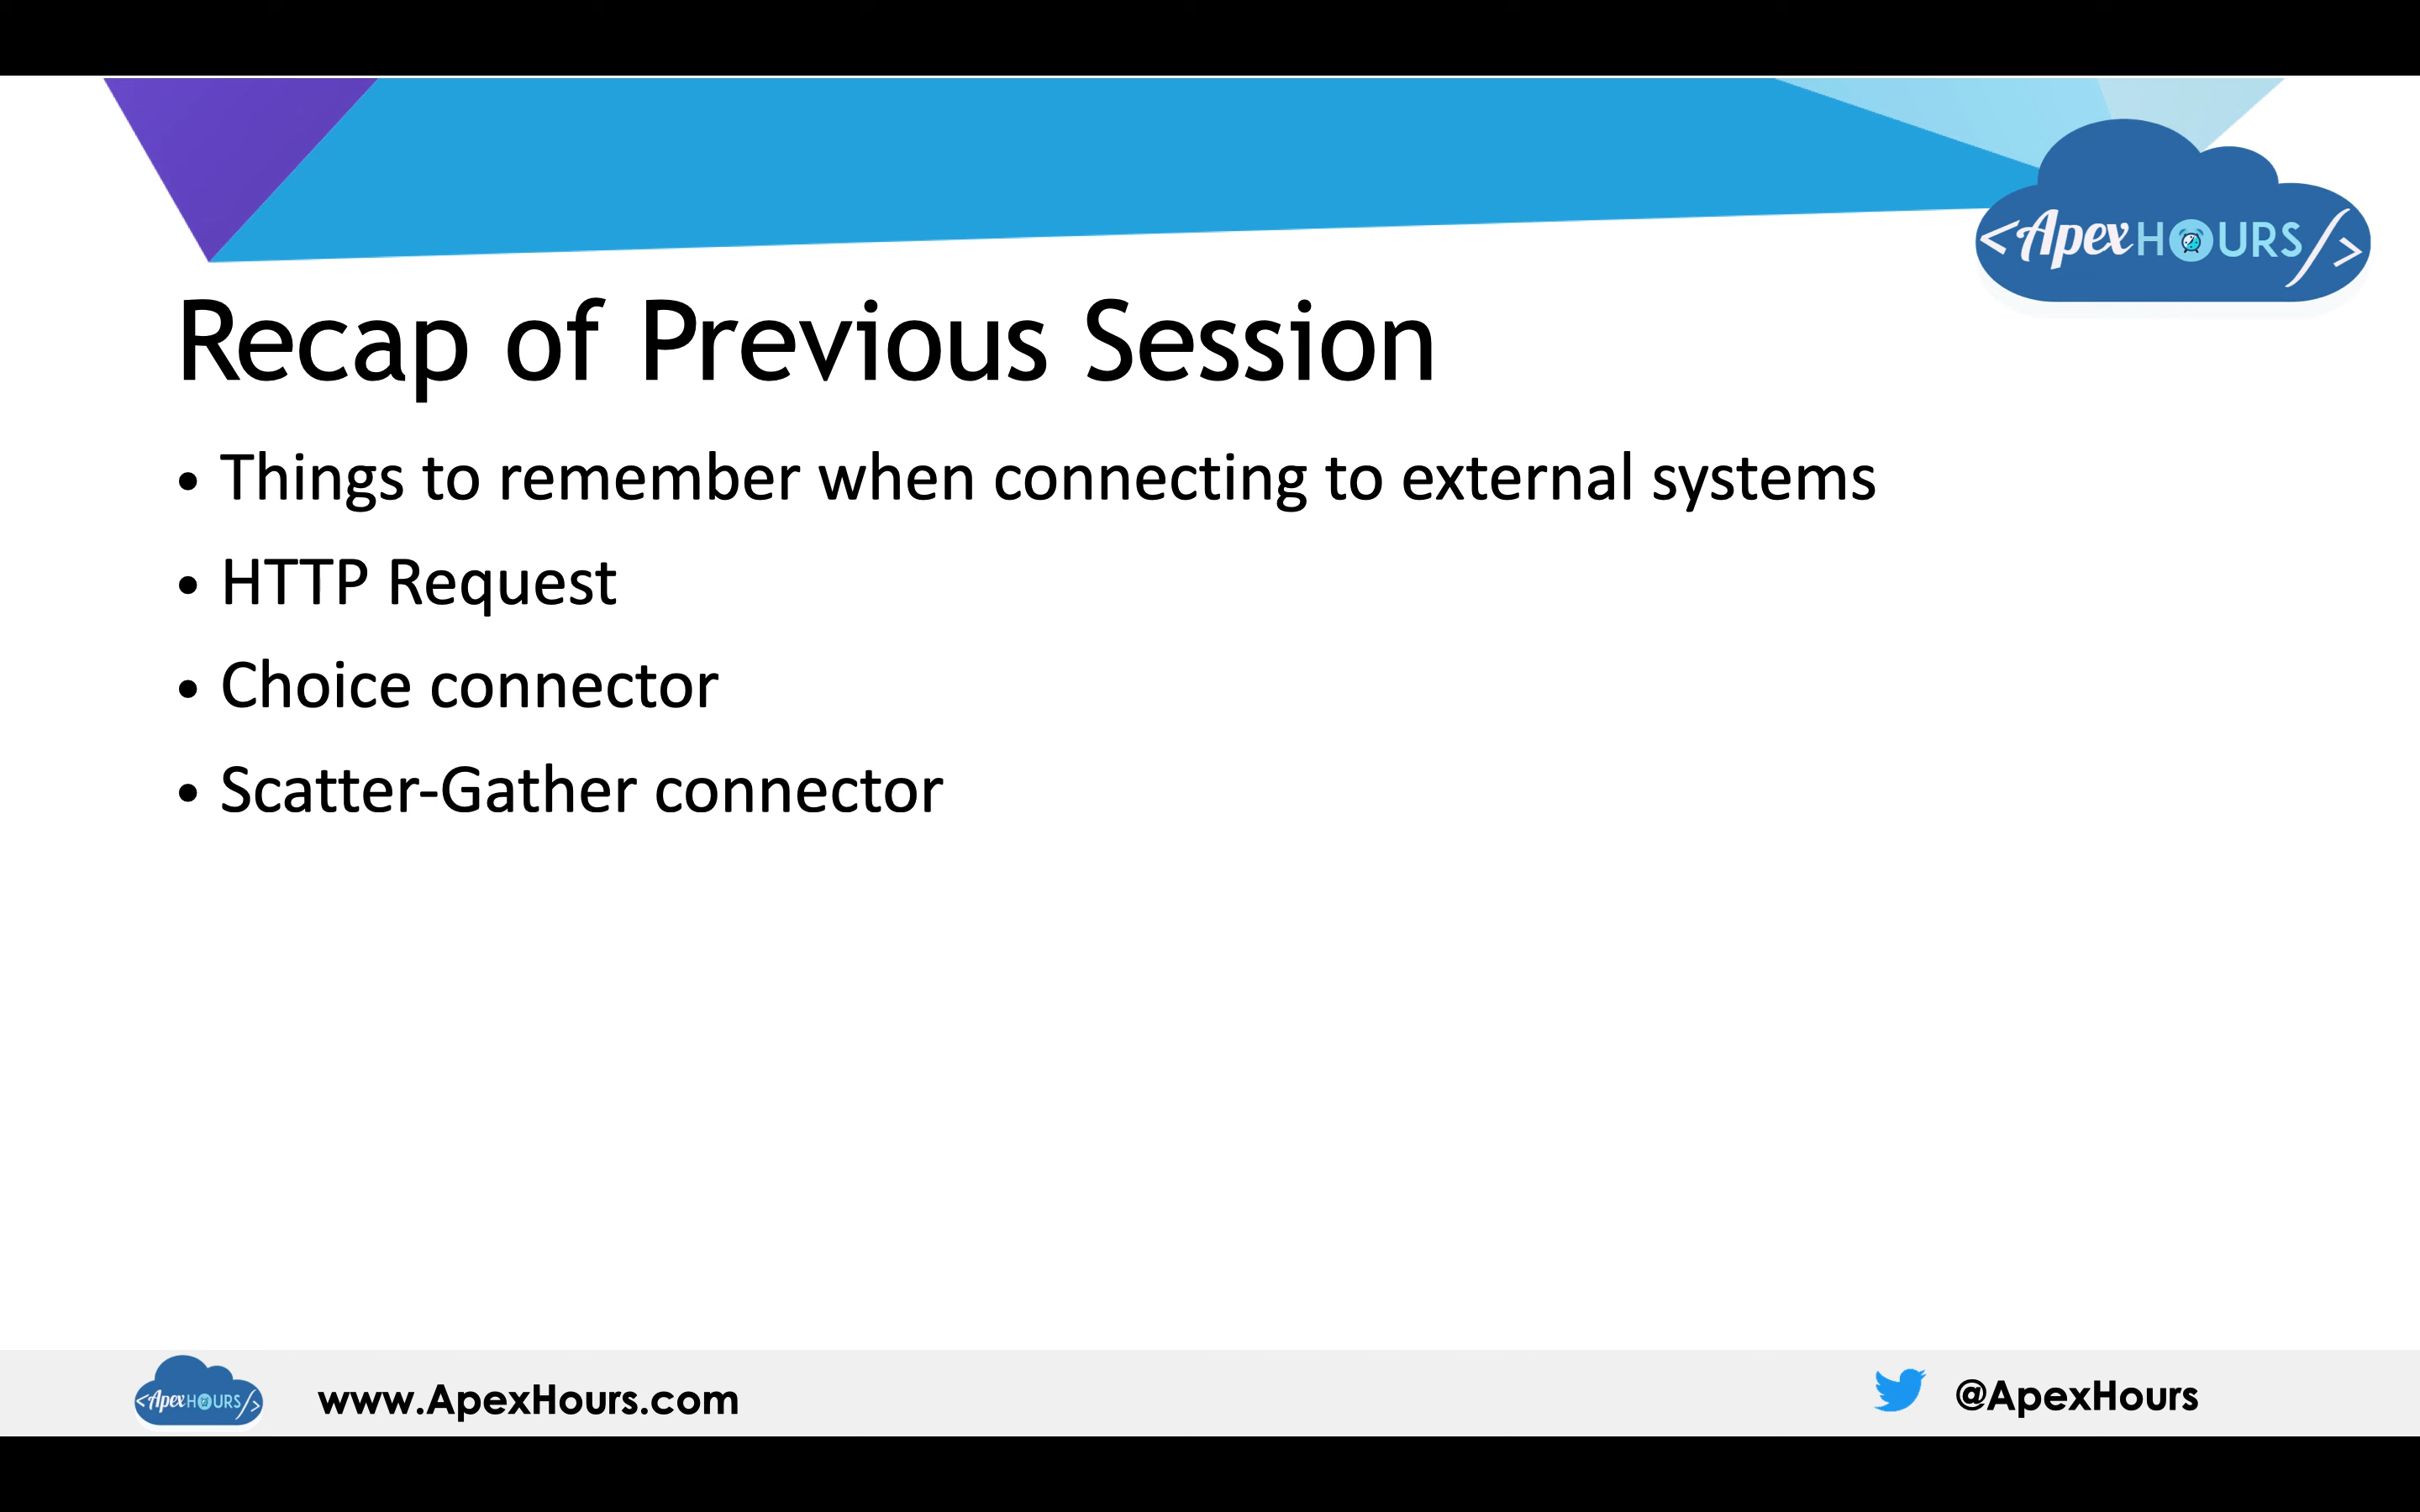 <ApexHOURS/>
Recap of Previous Session
• Things to remember when connecting to external systems
• HTTP Request
• Choice connector
• Scatter-Gather connector
<ApexHOURS/>
www.ApexHours.com
@ApexHours